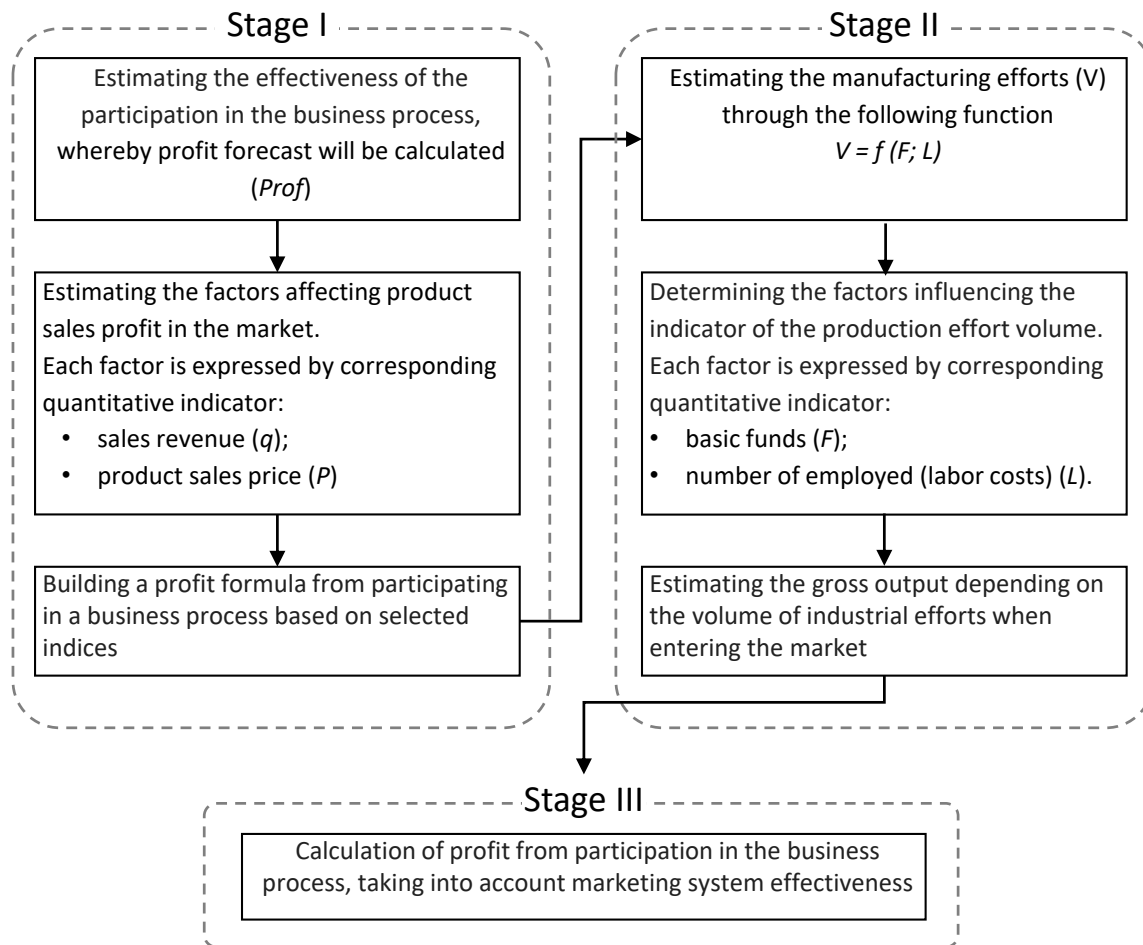 Stage I
Estimating the effectiveness of the
participation in the business process,
whereby profit forecast will be calculated
(Prof)
Estimating the factors affecting product
sales profit in the market.
Each factor is expressed by corresponding
quantitative indicator:
• sales revenue (q);
• product sales price (P)
Building a profit formula from participating
in a business process based on selected
indices
Stage II
Estimating the manufacturing efforts (V)
through the following function
V = f (F; L)
Determining the factors influencing the
indicator of the production effort volume.
Each factor is expressed by corresponding
quantitative indicator:
• basic funds (F);
• number of employed (labor costs) (L).
Estimating the gross output depending on
the volume of industrial efforts when
entering the market
Stage III
Calculation of profit from participation in the business
process, taking into account marketing system effectiveness